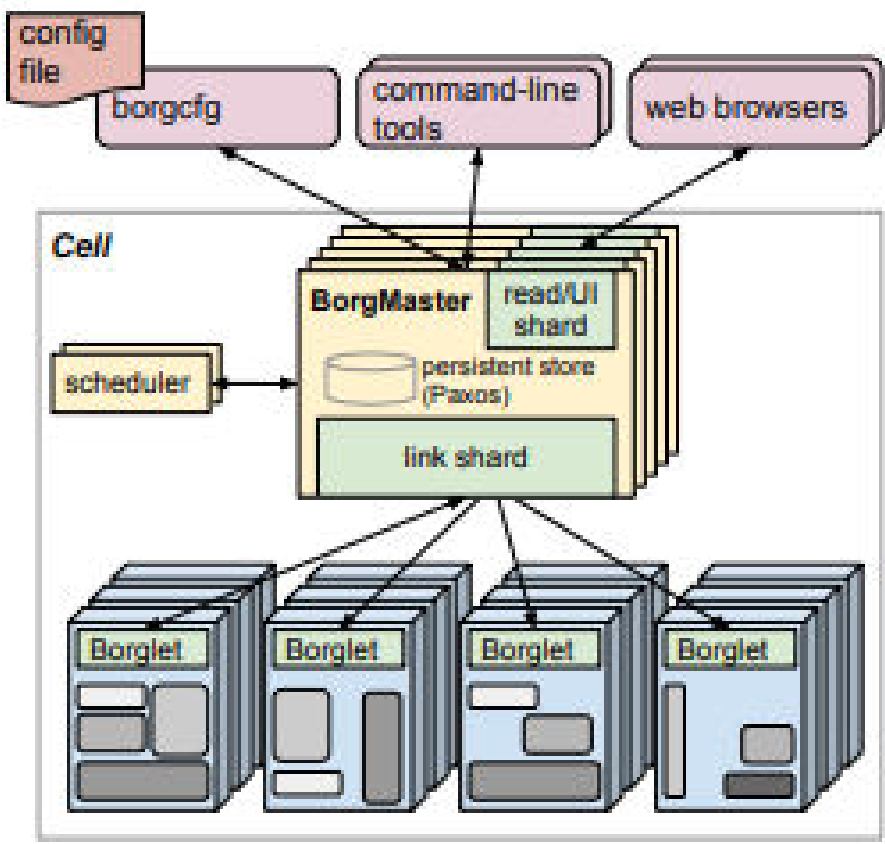 config
file
borgcfg
command-line
tools
web browsers
Cell
BorgMaster
read/UI
shard
scheduler
persistent store
(Paxos)
link shard
Borglet
Borglet
Borglet
Borglet